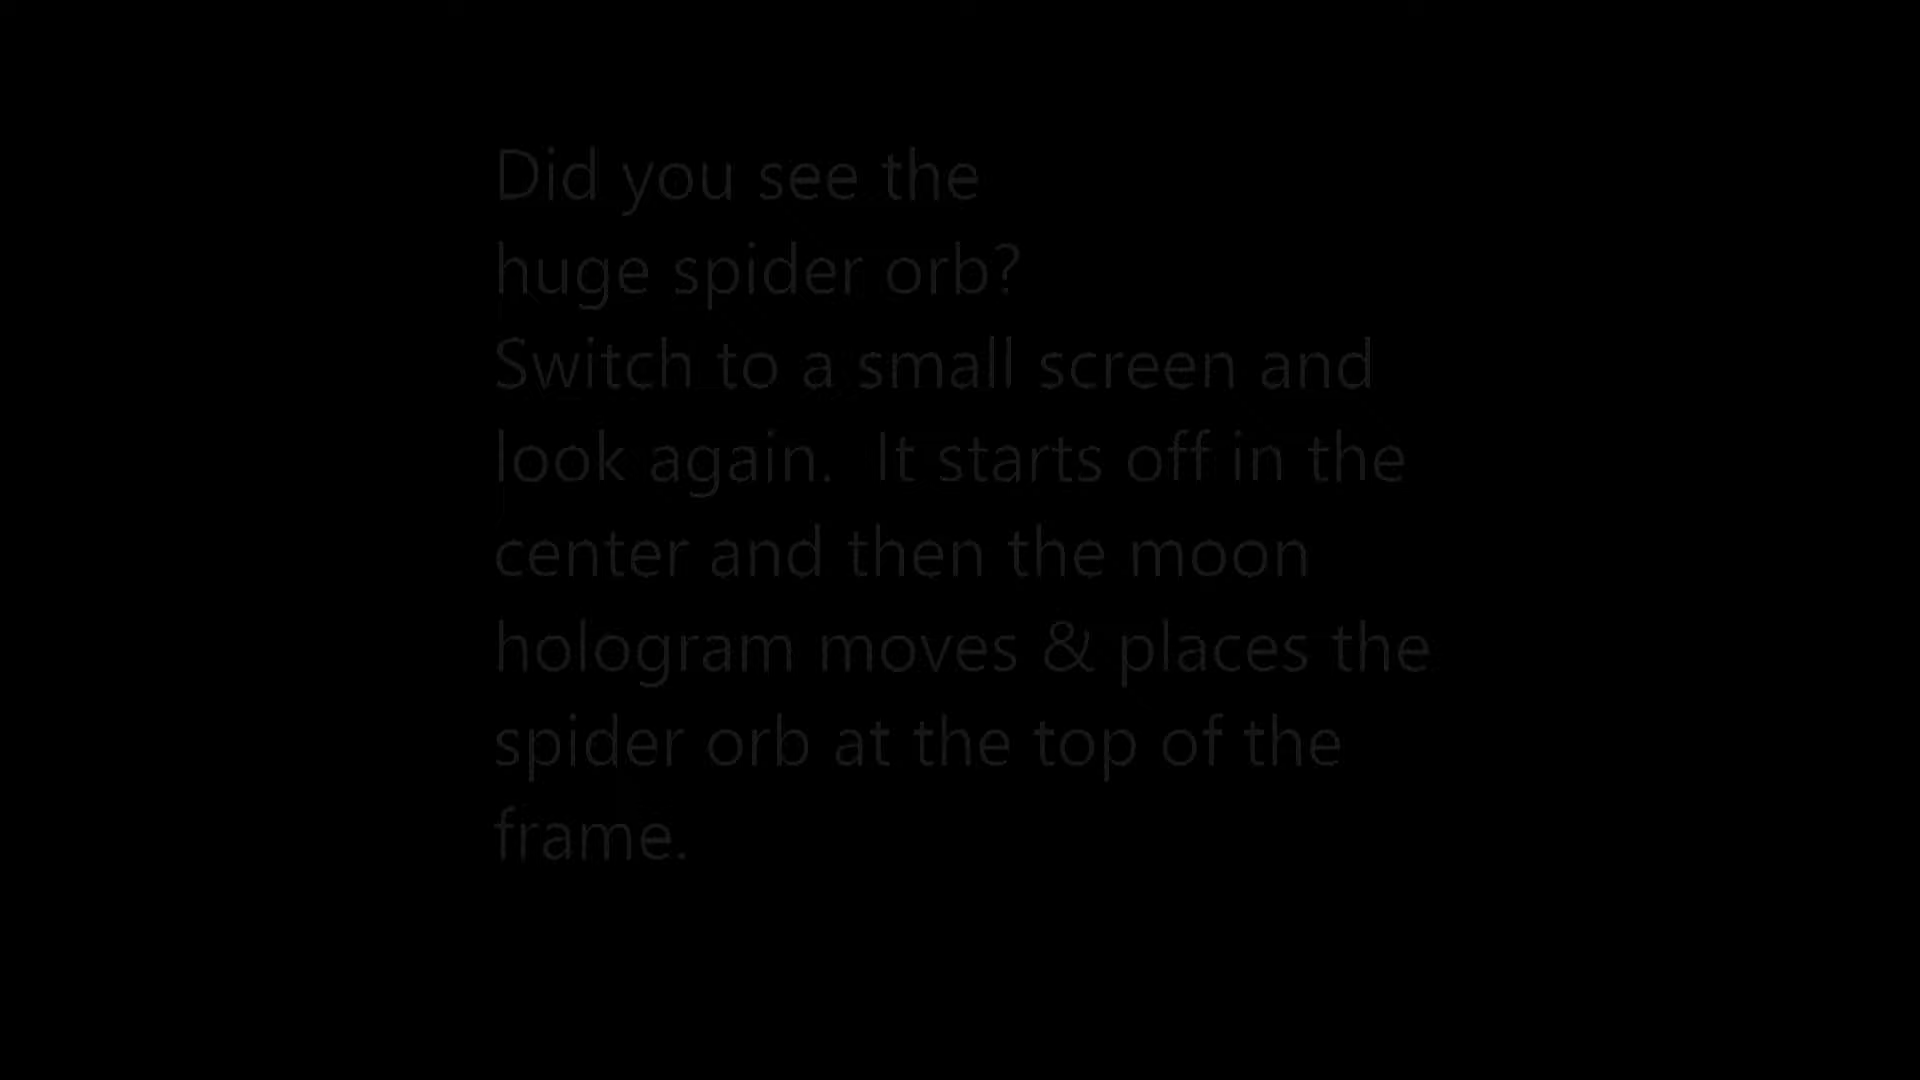 Did you see the
huge spider orb?
Switch to a small screen and
look again.  It starts off in the
center and then the moon
hologram moves & places the
spider orb at the top of the
frame.